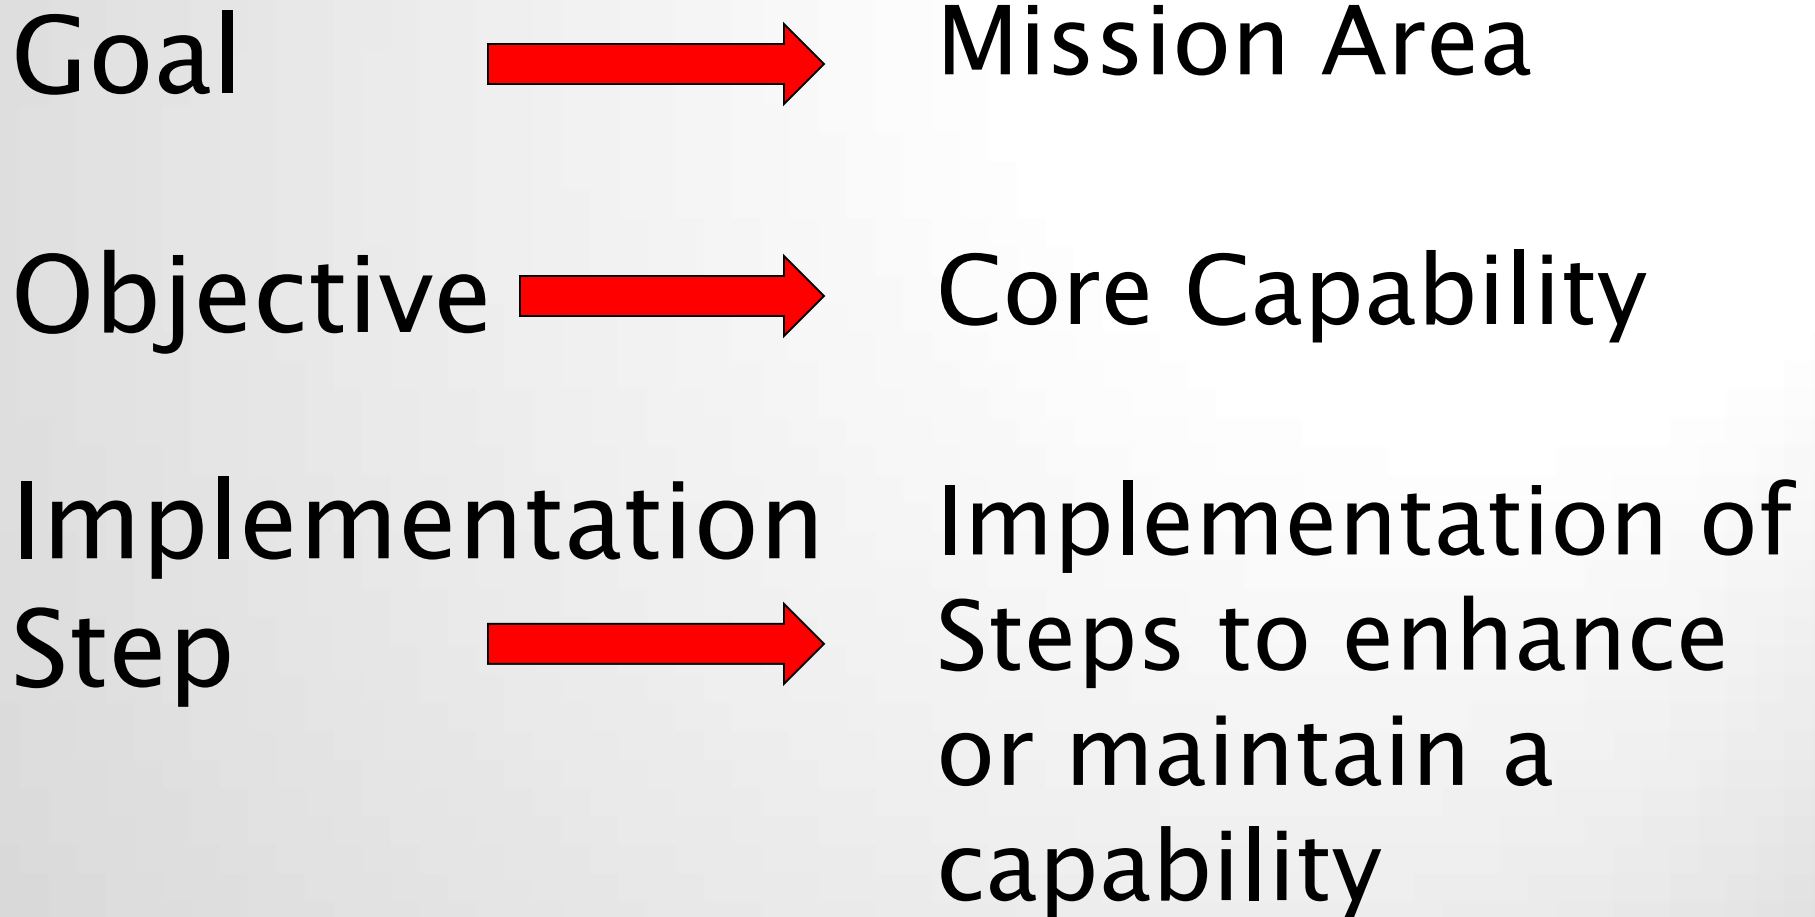 Goal
Mission Area
Objective
Core Capability
Implementation
Step
Implementation of
Steps to enhance
or maintain a
capability